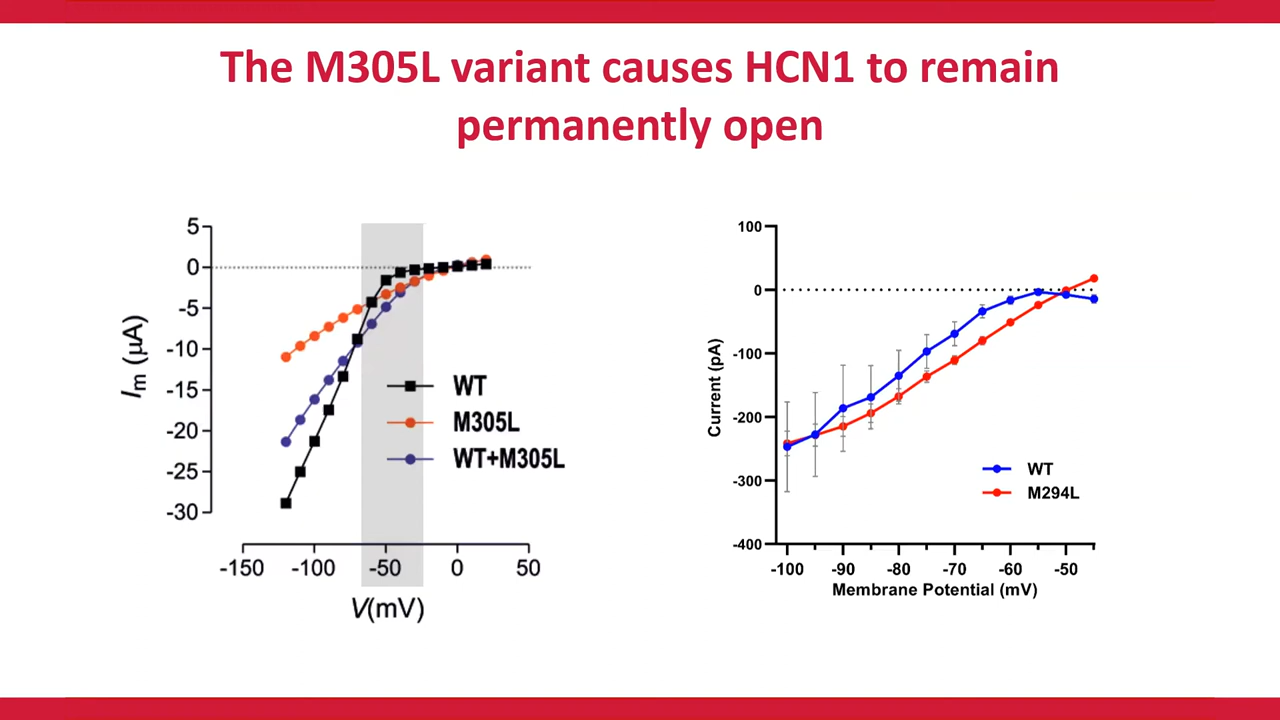 The M305L variant causes HCN1 to remain
permanently open
5
0
-5
-10
-15
-20
-25
-30
Im (µA)
WT
M305L
WT+M305L
-150 -100 -50 0 50
V(mV)
100
0
-100
-200
-300
-400
Current (pA)
WT
M294L
-100 -90 -80 -70 -60 -50
Membrane Potential (mV)